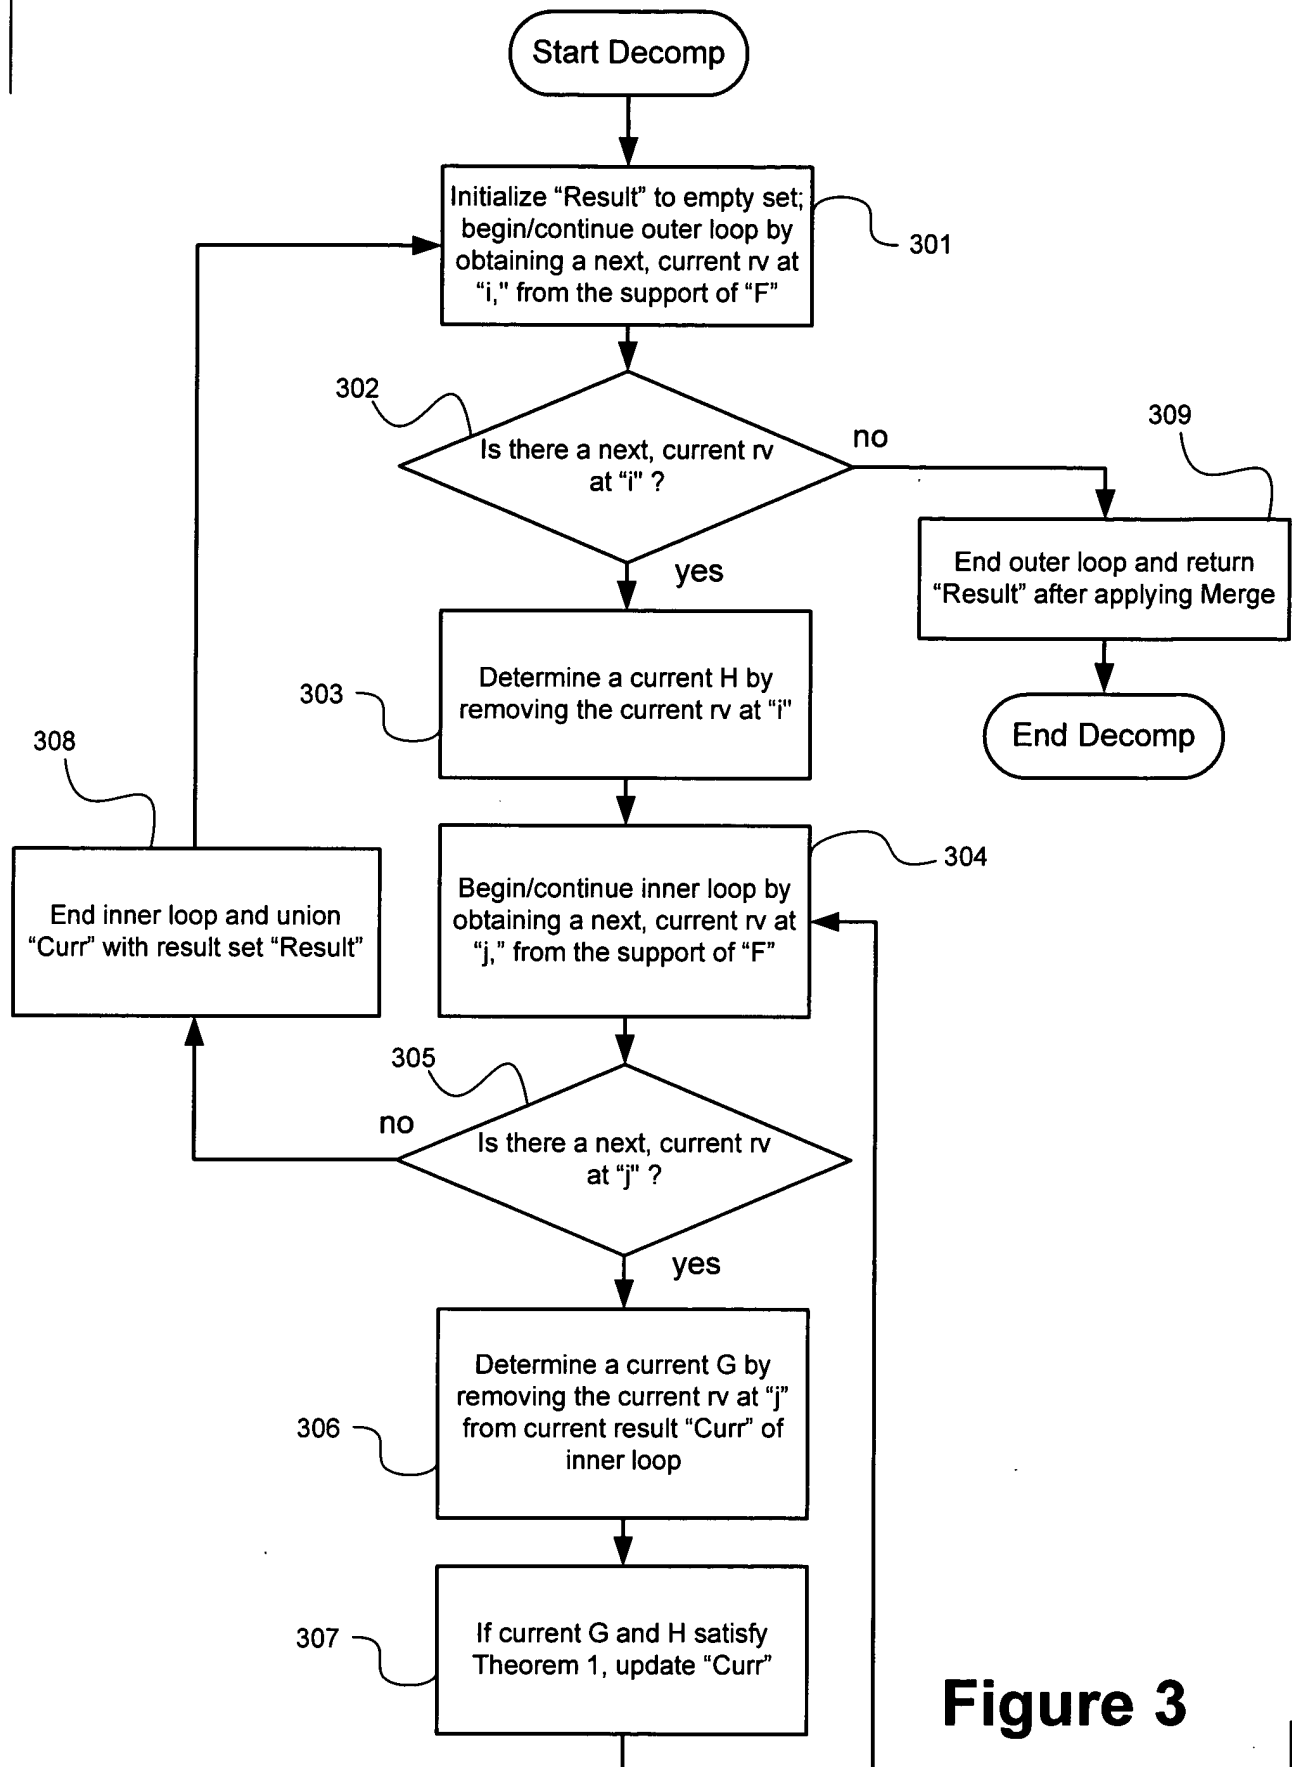 Start Decomp
Initialize “Result” to empty set;
begin/continue outer loop by
obtaining a next, current rv at
“i,” from the support of “F”
301
302
Is there a next, current rv
at “i” ?
no
309
yes
End outer loop and return
“Result” after applying Merge
303
Determine a current H by
removing the current rv at “i”
End Decomp
308
304
Begin/continue inner loop by
obtaining a next, current rv at
“j,” from the support of “F”
End inner loop and union
“Curr” with result set “Result”
305
no
Is there a next, current rv
at “j” ?
yes
Determine a current G by
removing the current rv at “j”
from current result “Curr” of
inner loop
306
307
If current G and H satisfy
Theorem 1, update “Curr”
Figure 3